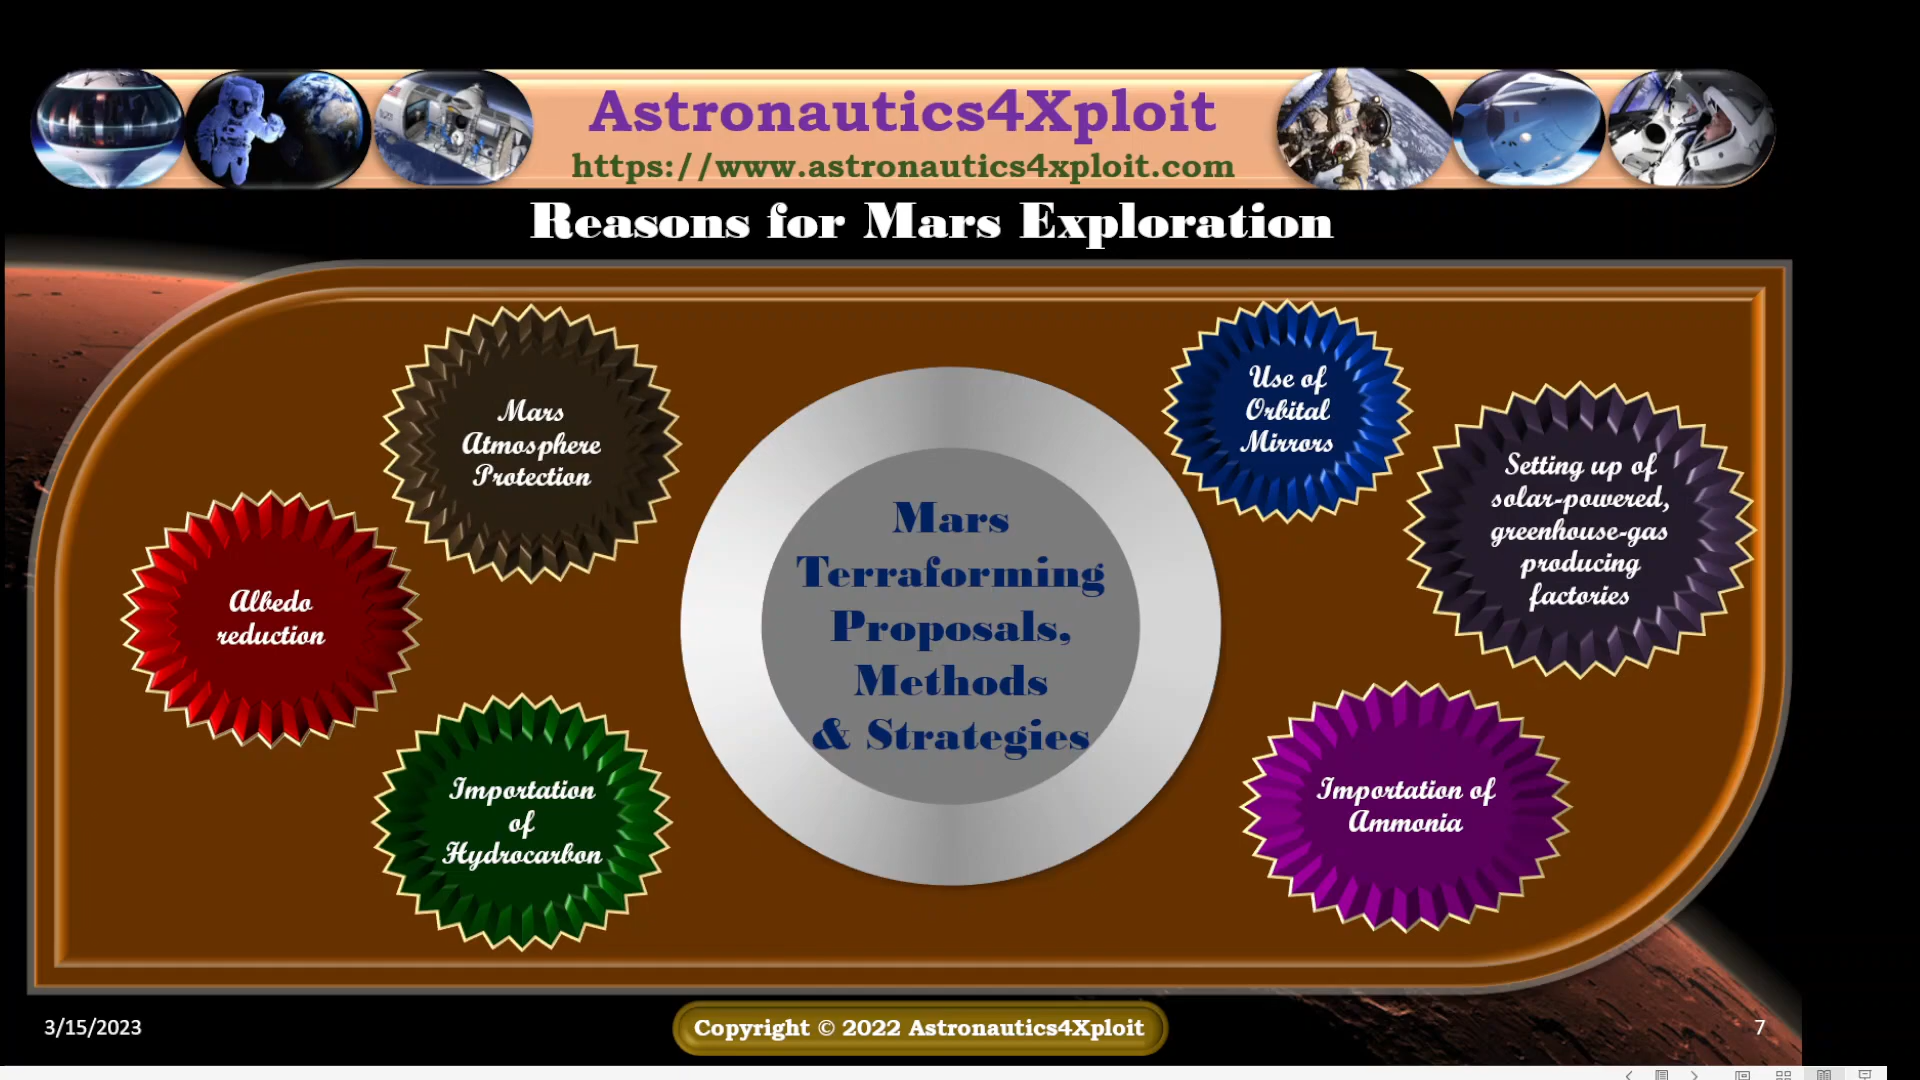 Astronautics4Xploit
https://www.astronautics4xploit.com
Reasons for Mars Exploration
Mars
Atmosphere
Protection
Use of
Orbital
Mirrors
Albedo
reduction
Mars
Terraforming
Proposals,
Methods
& Strategies
Setting up of
solar-powered,
greenhouse-gas
producing
factories
Importation
of
Hydrocarbon
Importation of
Ammonia
3/15/2023
Copyright © 2022 Astronautics4Xploit
7